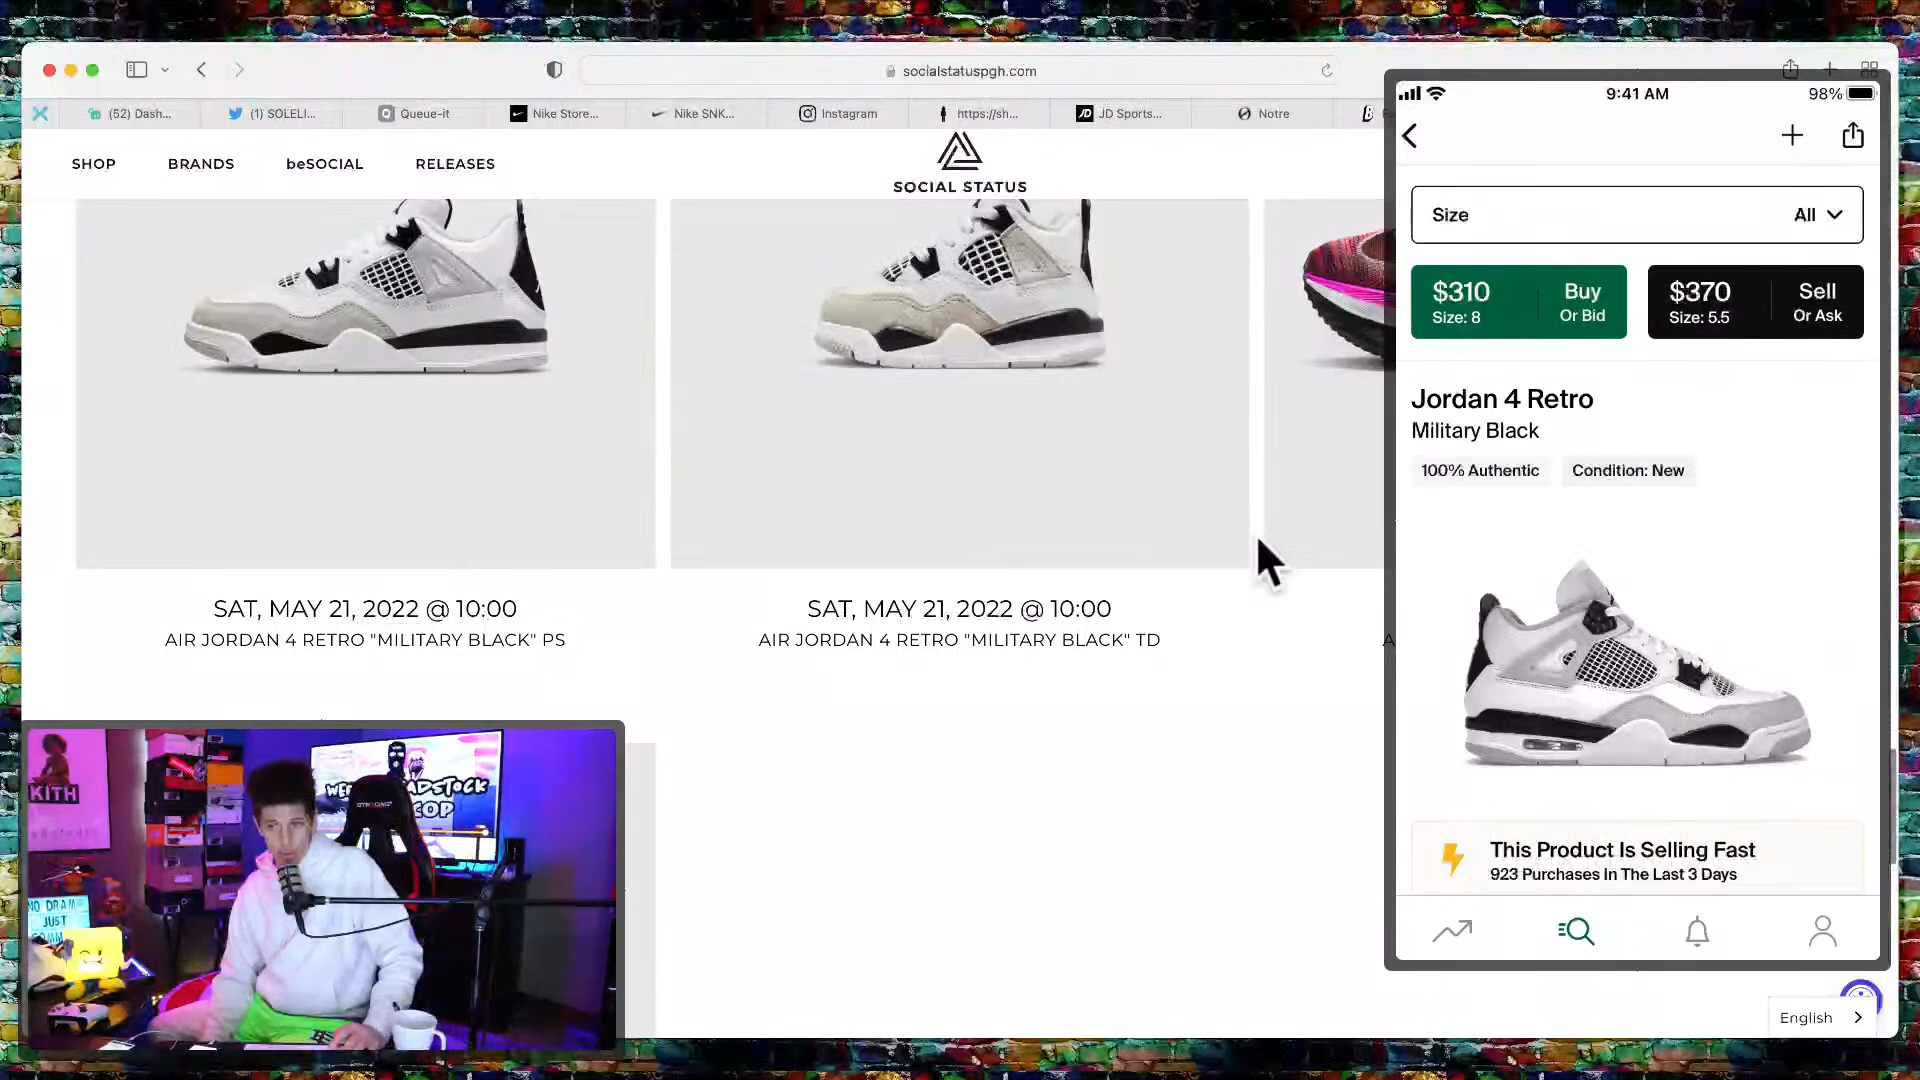 socialstatuspgh.com
(52) Dash...
(1) SOLELI...
Queue-it
Nike Store...
Nike SNK...
Instagram
https://sh...
JD Sports...
Notre
SHOP
BRANDS
beSOCIAL
RELEASES
SOCIAL STATUS
SAT, MAY 21, 2022 @ 10:00
AIR JORDAN 4 RETRO "MILITARY BLACK" PS
SAT, MAY 21, 2022 @ 10:00
AIR JORDAN 4 RETRO "MILITARY BLACK" TD
A
9:41 AM
98%
Size
All
$310
Size: 8
Buy
Or Bid
$370
Size: 5.5
Sell
Or Ask
Jordan 4 Retro
Military Black
100% Authentic
Condition: New
This Product Is Selling Fast
923 Purchases In The Last 3 Days
English
KITH
NO DRAM
JUST
COP